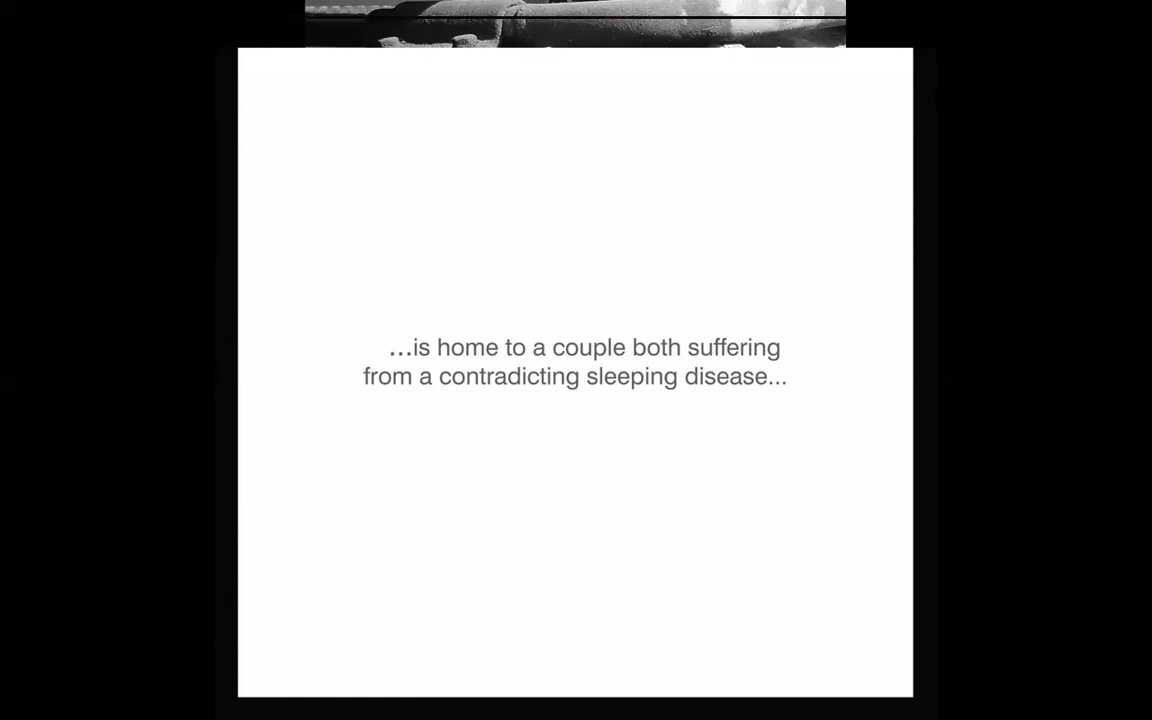 ...is home to a couple both suffering
from a contradicting sleeping disease...